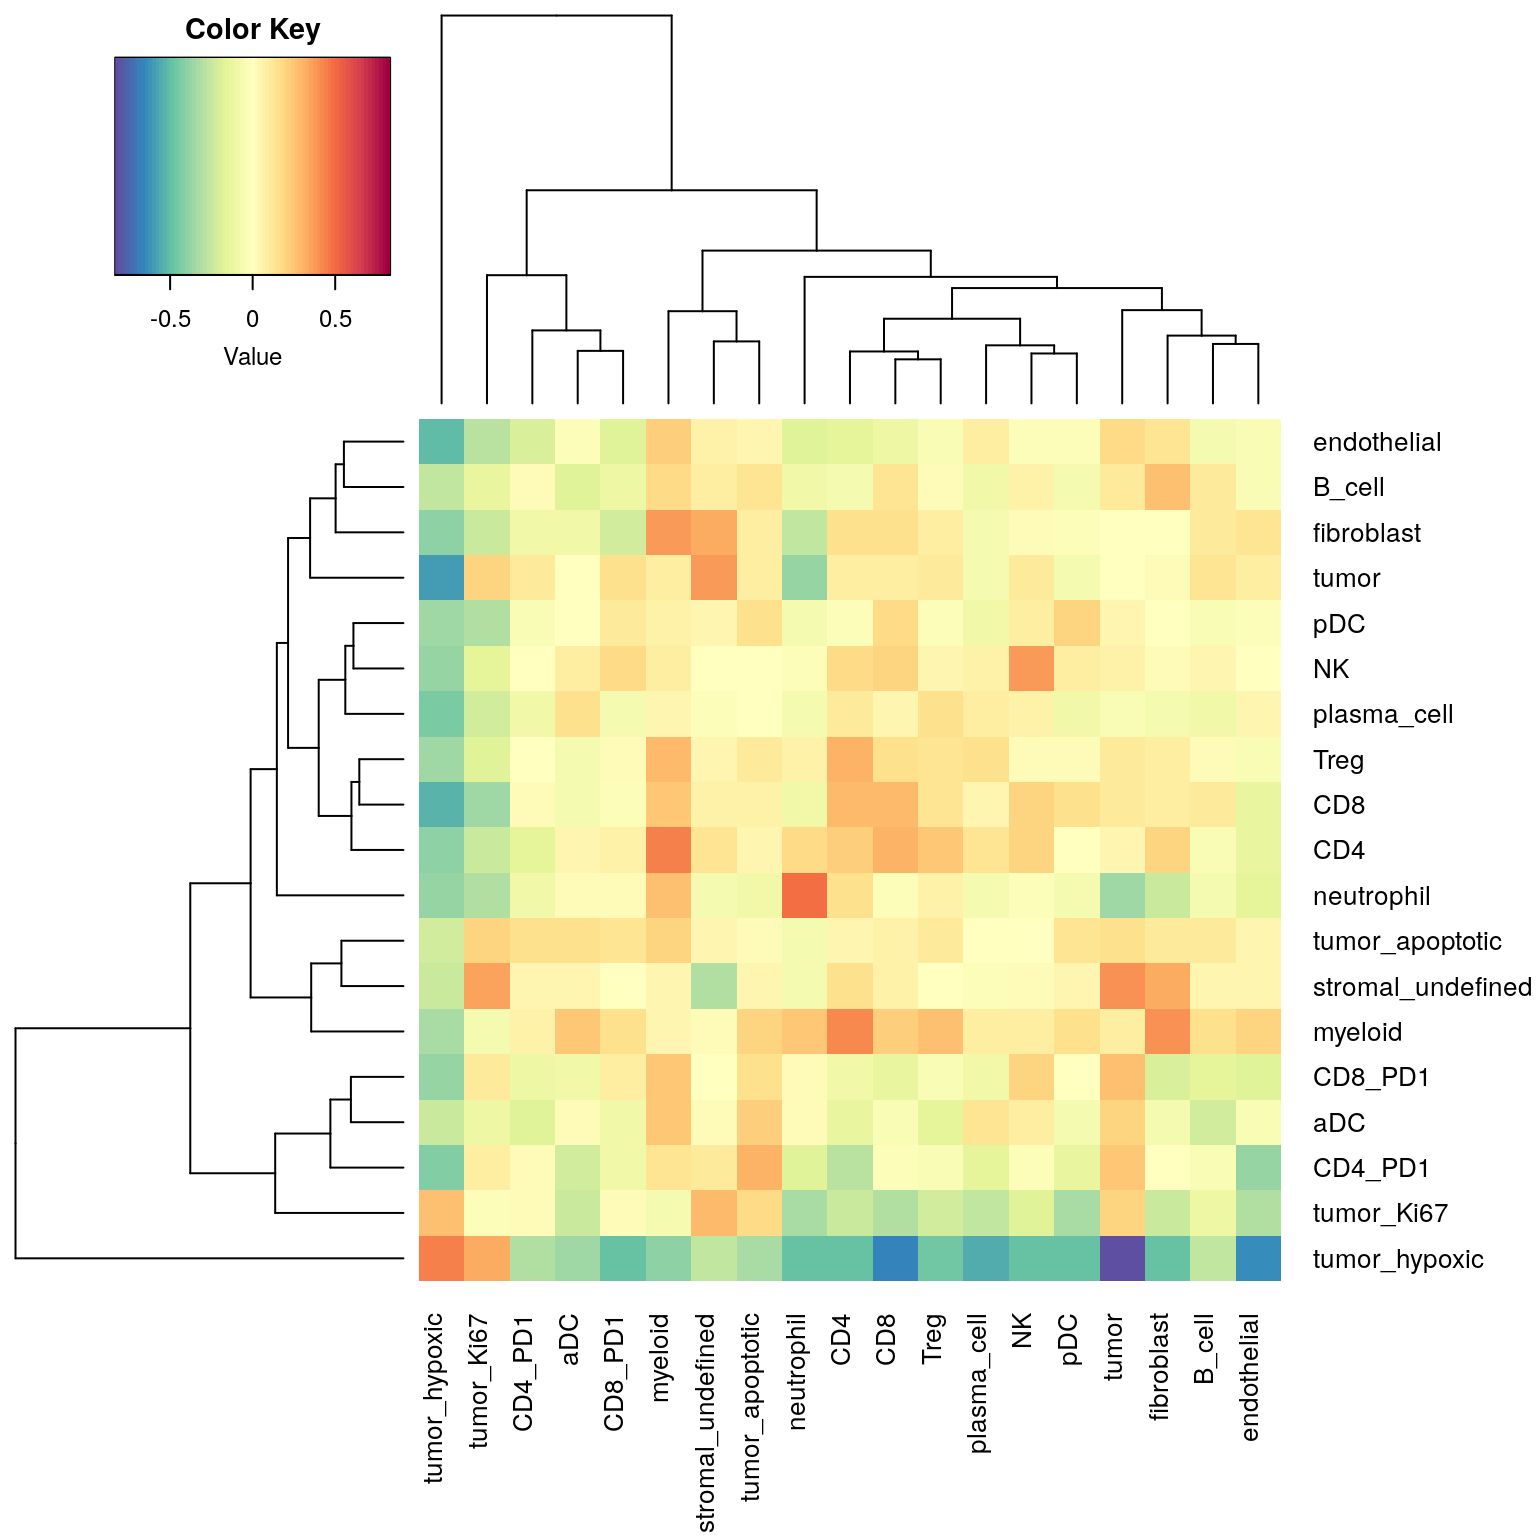 Color Key
-0.5 0 0.5
Value
endothelial
B_cell
fibroblast
tumor
pDC
NK
plasma_cell
Treg
CD8
CD4
neutrophil
tumor_apoptotic
stromal_undefined
myeloid
CD8_PD1
aDC
CD4_PD1
tumor_Ki67
tumor_hypoxic
tumor_hypoxic
tumor_Ki67
CD4_PD1
aDC
CD8_PD1
myeloid
stromal_undefined
tumor_apoptotic
neutrophil
CD4
CD8
Treg
plasma_cell
NK
pDC
tumor
fibroblast
B_cell
endothelial